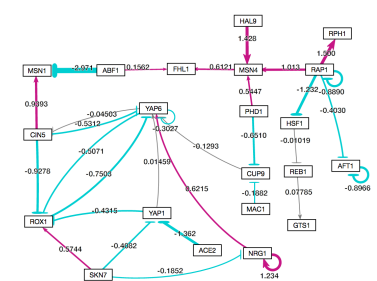 HAL9
RPH1
1.428
1.500
MSN1
-2.971
ABF1
0.1562
FHL1
0.6121
MSN4
1.013
RAP1
-0.8890
0.9393
0.5447
-1.232
-0.4030
-0.04503
YAP6
PHD1
-0.5312
-0.3027
HSF1
CIN5
-0.6510
-0.01019
-0.1293
-0.5071
AFT1
-0.9278
0.01459
CUP9
REB1
-0.7503
-0.1882
-0.8966
0.6215
0.07785
-0.4315
YAP1
MAC1
ROX1
GTS1
-1.362
-0.4882
ACE2
NRG1
0.5744
-0.1852
SKN7
1.234